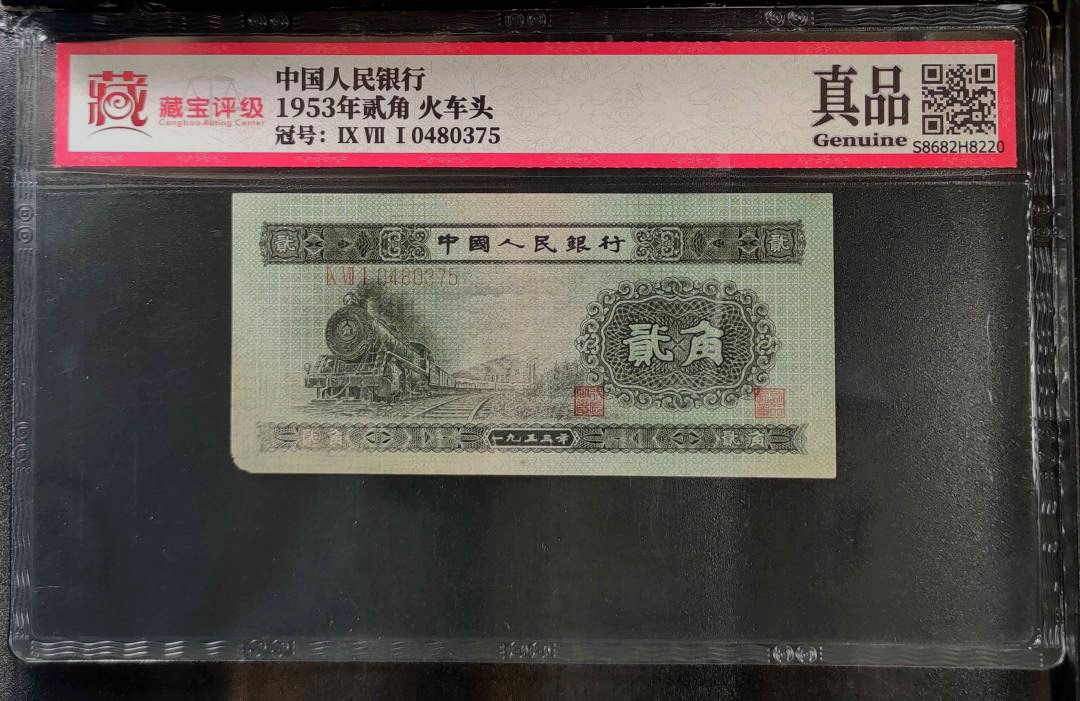 藏
藏宝评级
Cangbao Rating Center
中国人民银行
1953年贰角 火车头
冠号：Ⅸ Ⅶ Ⅰ 0480375
真品
Genuine
S8682H8220
貳 中國人民銀行 貳
Ⅸ Ⅶ Ⅰ 0480375
貳角
貳角 一九五三年 貳角